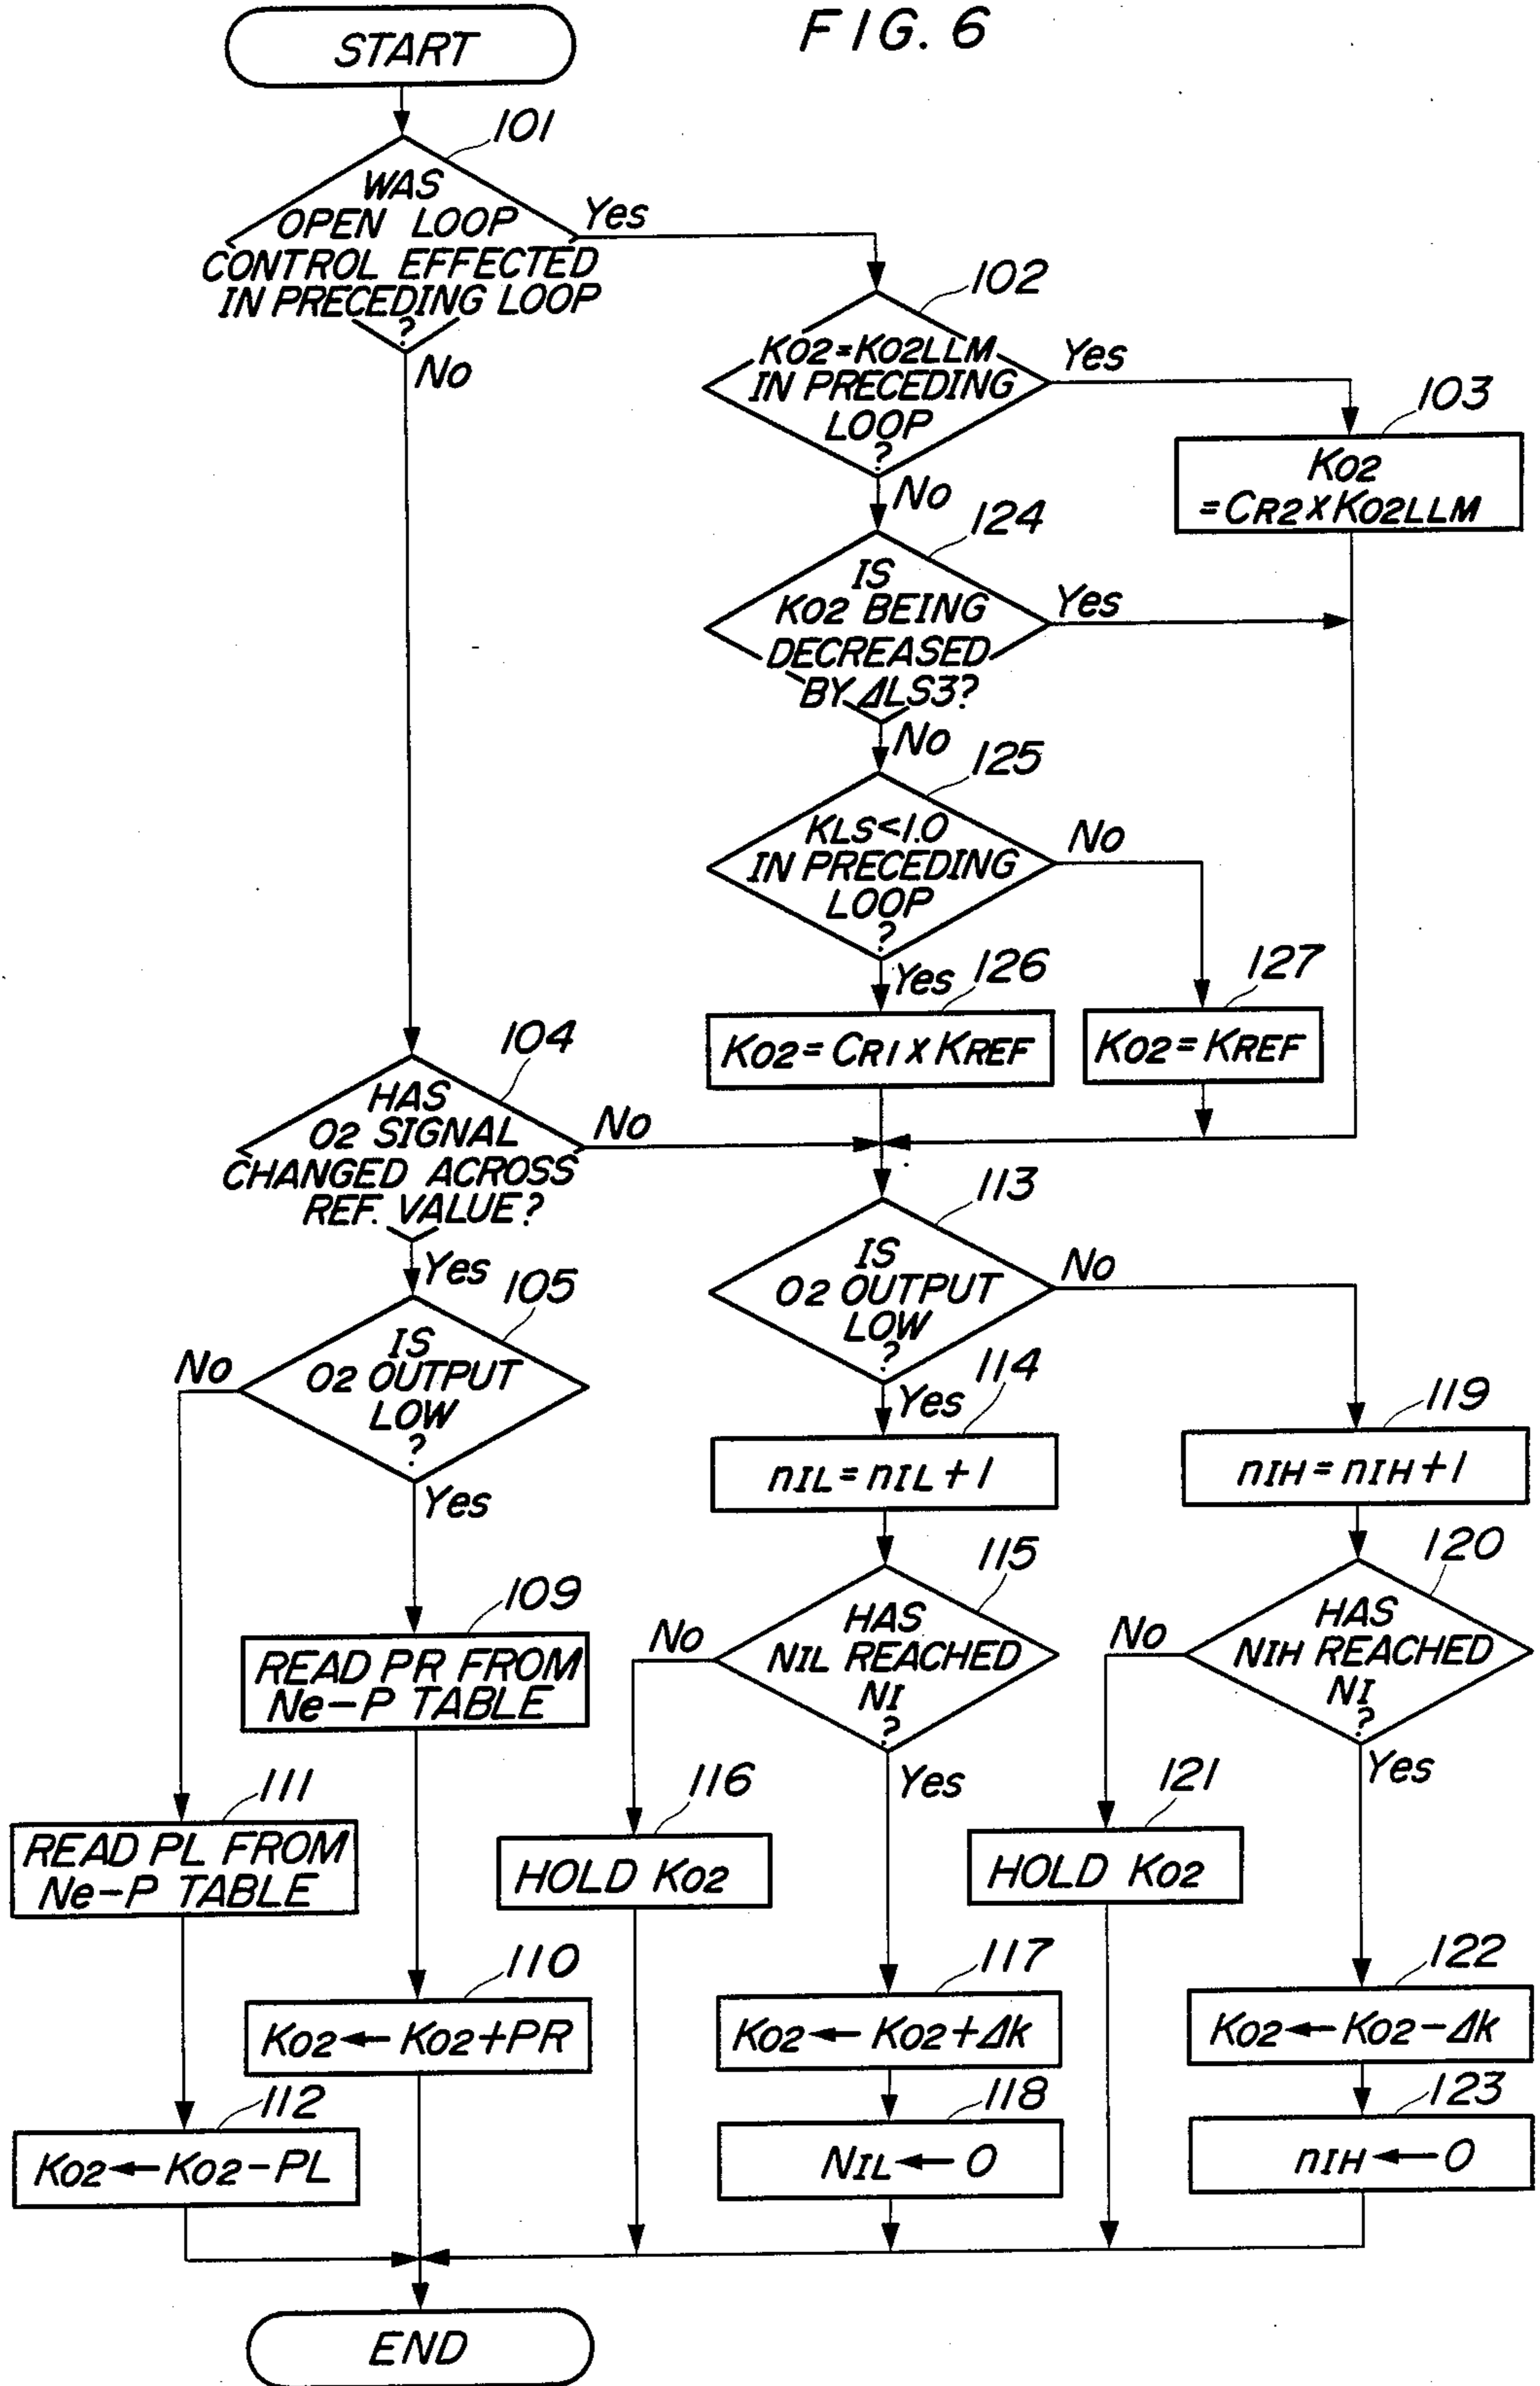 FIG. 6
START
101
WAS
OPEN LOOP
CONTROL EFFECTED
IN PRECEDING LOOP
?
Yes
No
102
KO2=KO2LLM
IN PRECEDING
LOOP
?
Yes
No
103
KO2
=CR2×KO2LLM
124
IS
KO2 BEING
DECREASED
BY ΔLS3?
Yes
No
125
KLS<1.0
IN PRECEDING
LOOP
?
No
Yes
126
KO2=CR1×KREF
127
KO2=KREF
104
HAS
O2 SIGNAL
CHANGED ACROSS
REF. VALUE?
No
Yes
105
IS
O2 OUTPUT
LOW
?
No
Yes
113
IS
O2 OUTPUT
LOW
?
No
Yes
114
nIL=nIL+1
119
nIH=nIH+1
109
READ PR FROM
Ne-P TABLE
115
HAS
NIL REACHED
NI
?
No
Yes
120
HAS
NIH REACHED
NI
?
No
Yes
111
READ PL FROM
Ne-P TABLE
116
HOLD KO2
121
HOLD KO2
110
KO2←KO2+PR
117
KO2←KO2+Δk
122
KO2←KO2-Δk
112
KO2←KO2-PL
118
NIL←0
123
nIH←0
END